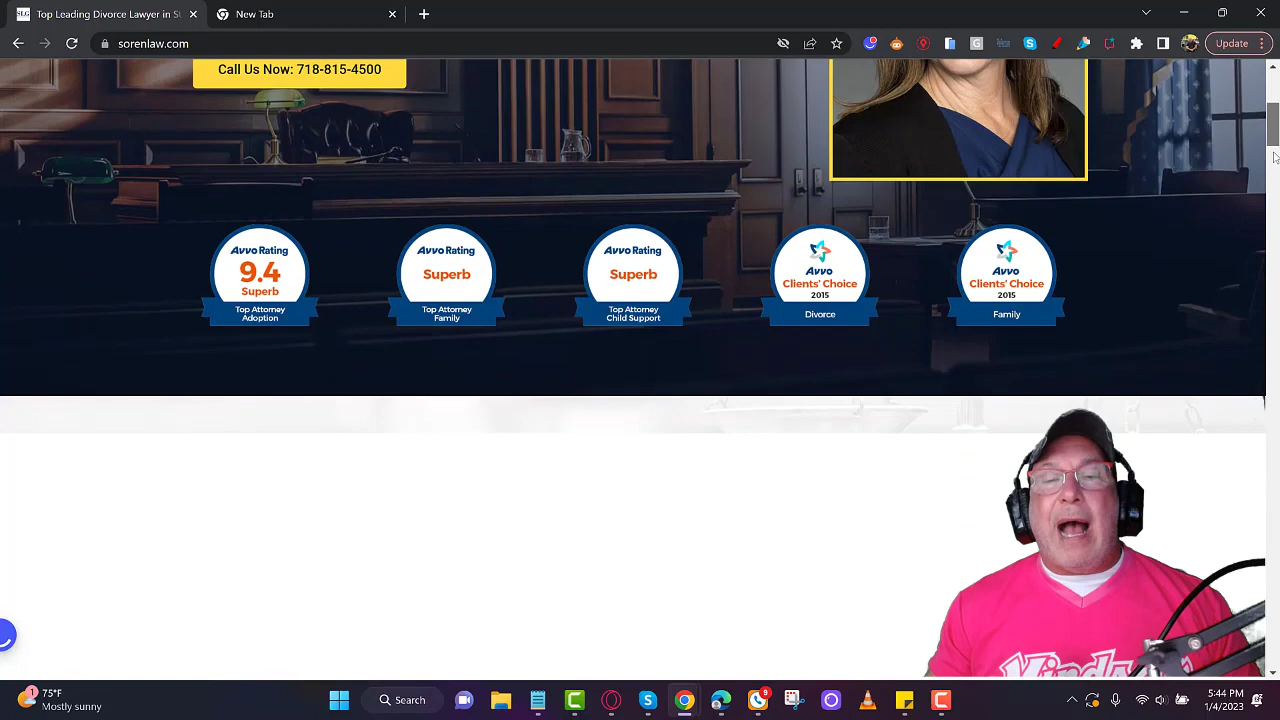 SLG Top Leading Divorce Lawyer in St
New Tab
sorenlaw.com
Update
Call Us Now: 718-815-4500
Avvo Rating
9.4
Superb
Top Attorney
Adoption
Avvo Rating
Superb
Top Attorney
Family
Avvo Rating
Superb
Top Attorney
Child Support
Avvo
Clients' Choice
2015
Divorce
Avvo
Clients' Choice
2015
Family
1
75°F
Mostly sunny
Search
9
5:44 PM
1/4/2023